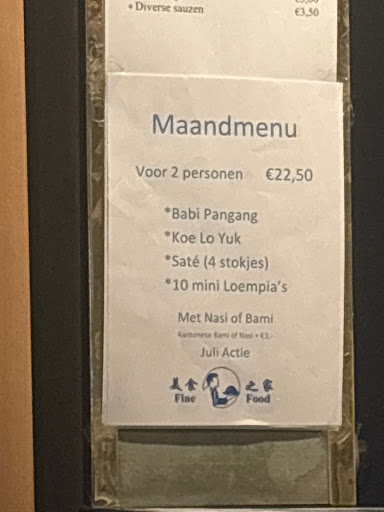 • Diverse sauzen €3,50
Maandmenu
Voor 2 personen €22,50
*Babi Pangang
*Koe Lo Yuk
*Saté (4 stokjes)
*10 mini Loempia's
Met Nasi of Bami
Kantonese Bami of Nasi + €3,-
Juli Actie
美食 之家
Fine Food